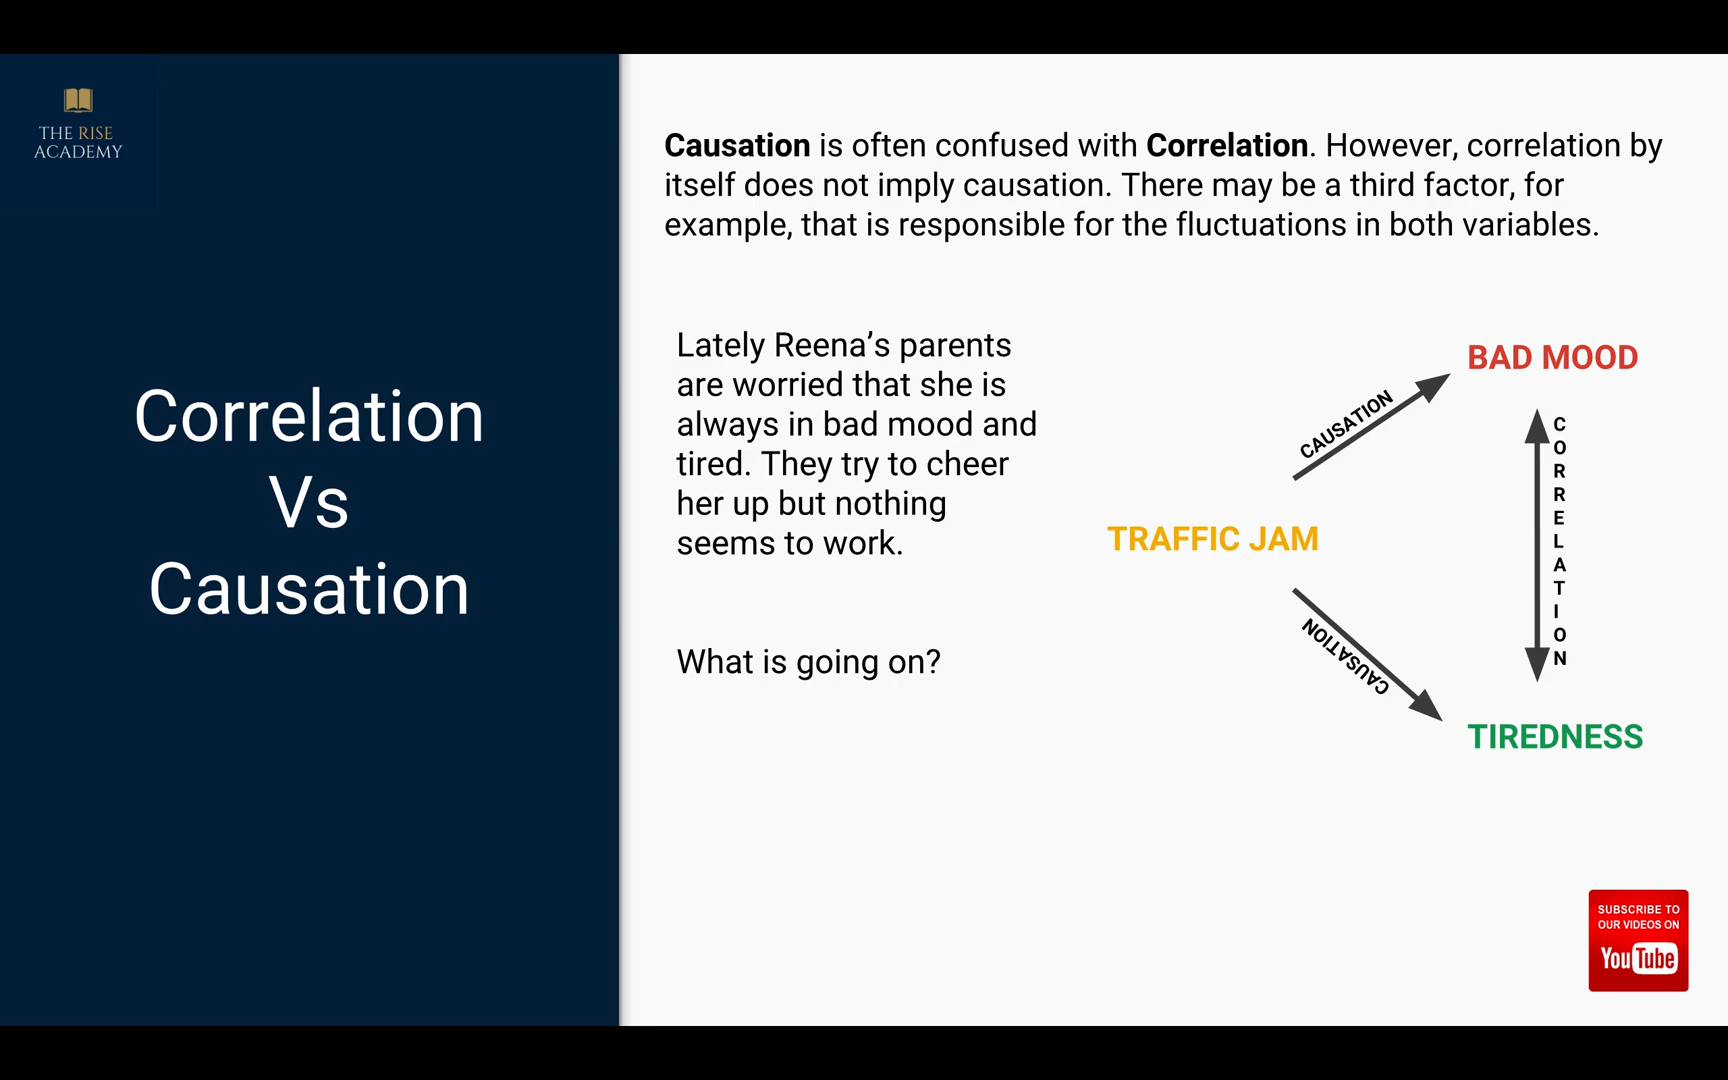 THE RISE
ACADEMY
Correlation
Vs
Causation
Causation is often confused with Correlation. However, correlation by
itself does not imply causation. There may be a third factor, for
example, that is responsible for the fluctuations in both variables.
Lately Reena’s parents
are worried that she is
always in bad mood and
tired. They try to cheer
her up but nothing
seems to work.
What is going on?
BAD MOOD
CAUSATION
CORRELATION
TRAFFIC JAM
CAUSATION
TIREDNESS
SUBSCRIBE TO
OUR VIDEOS ON
YouTube